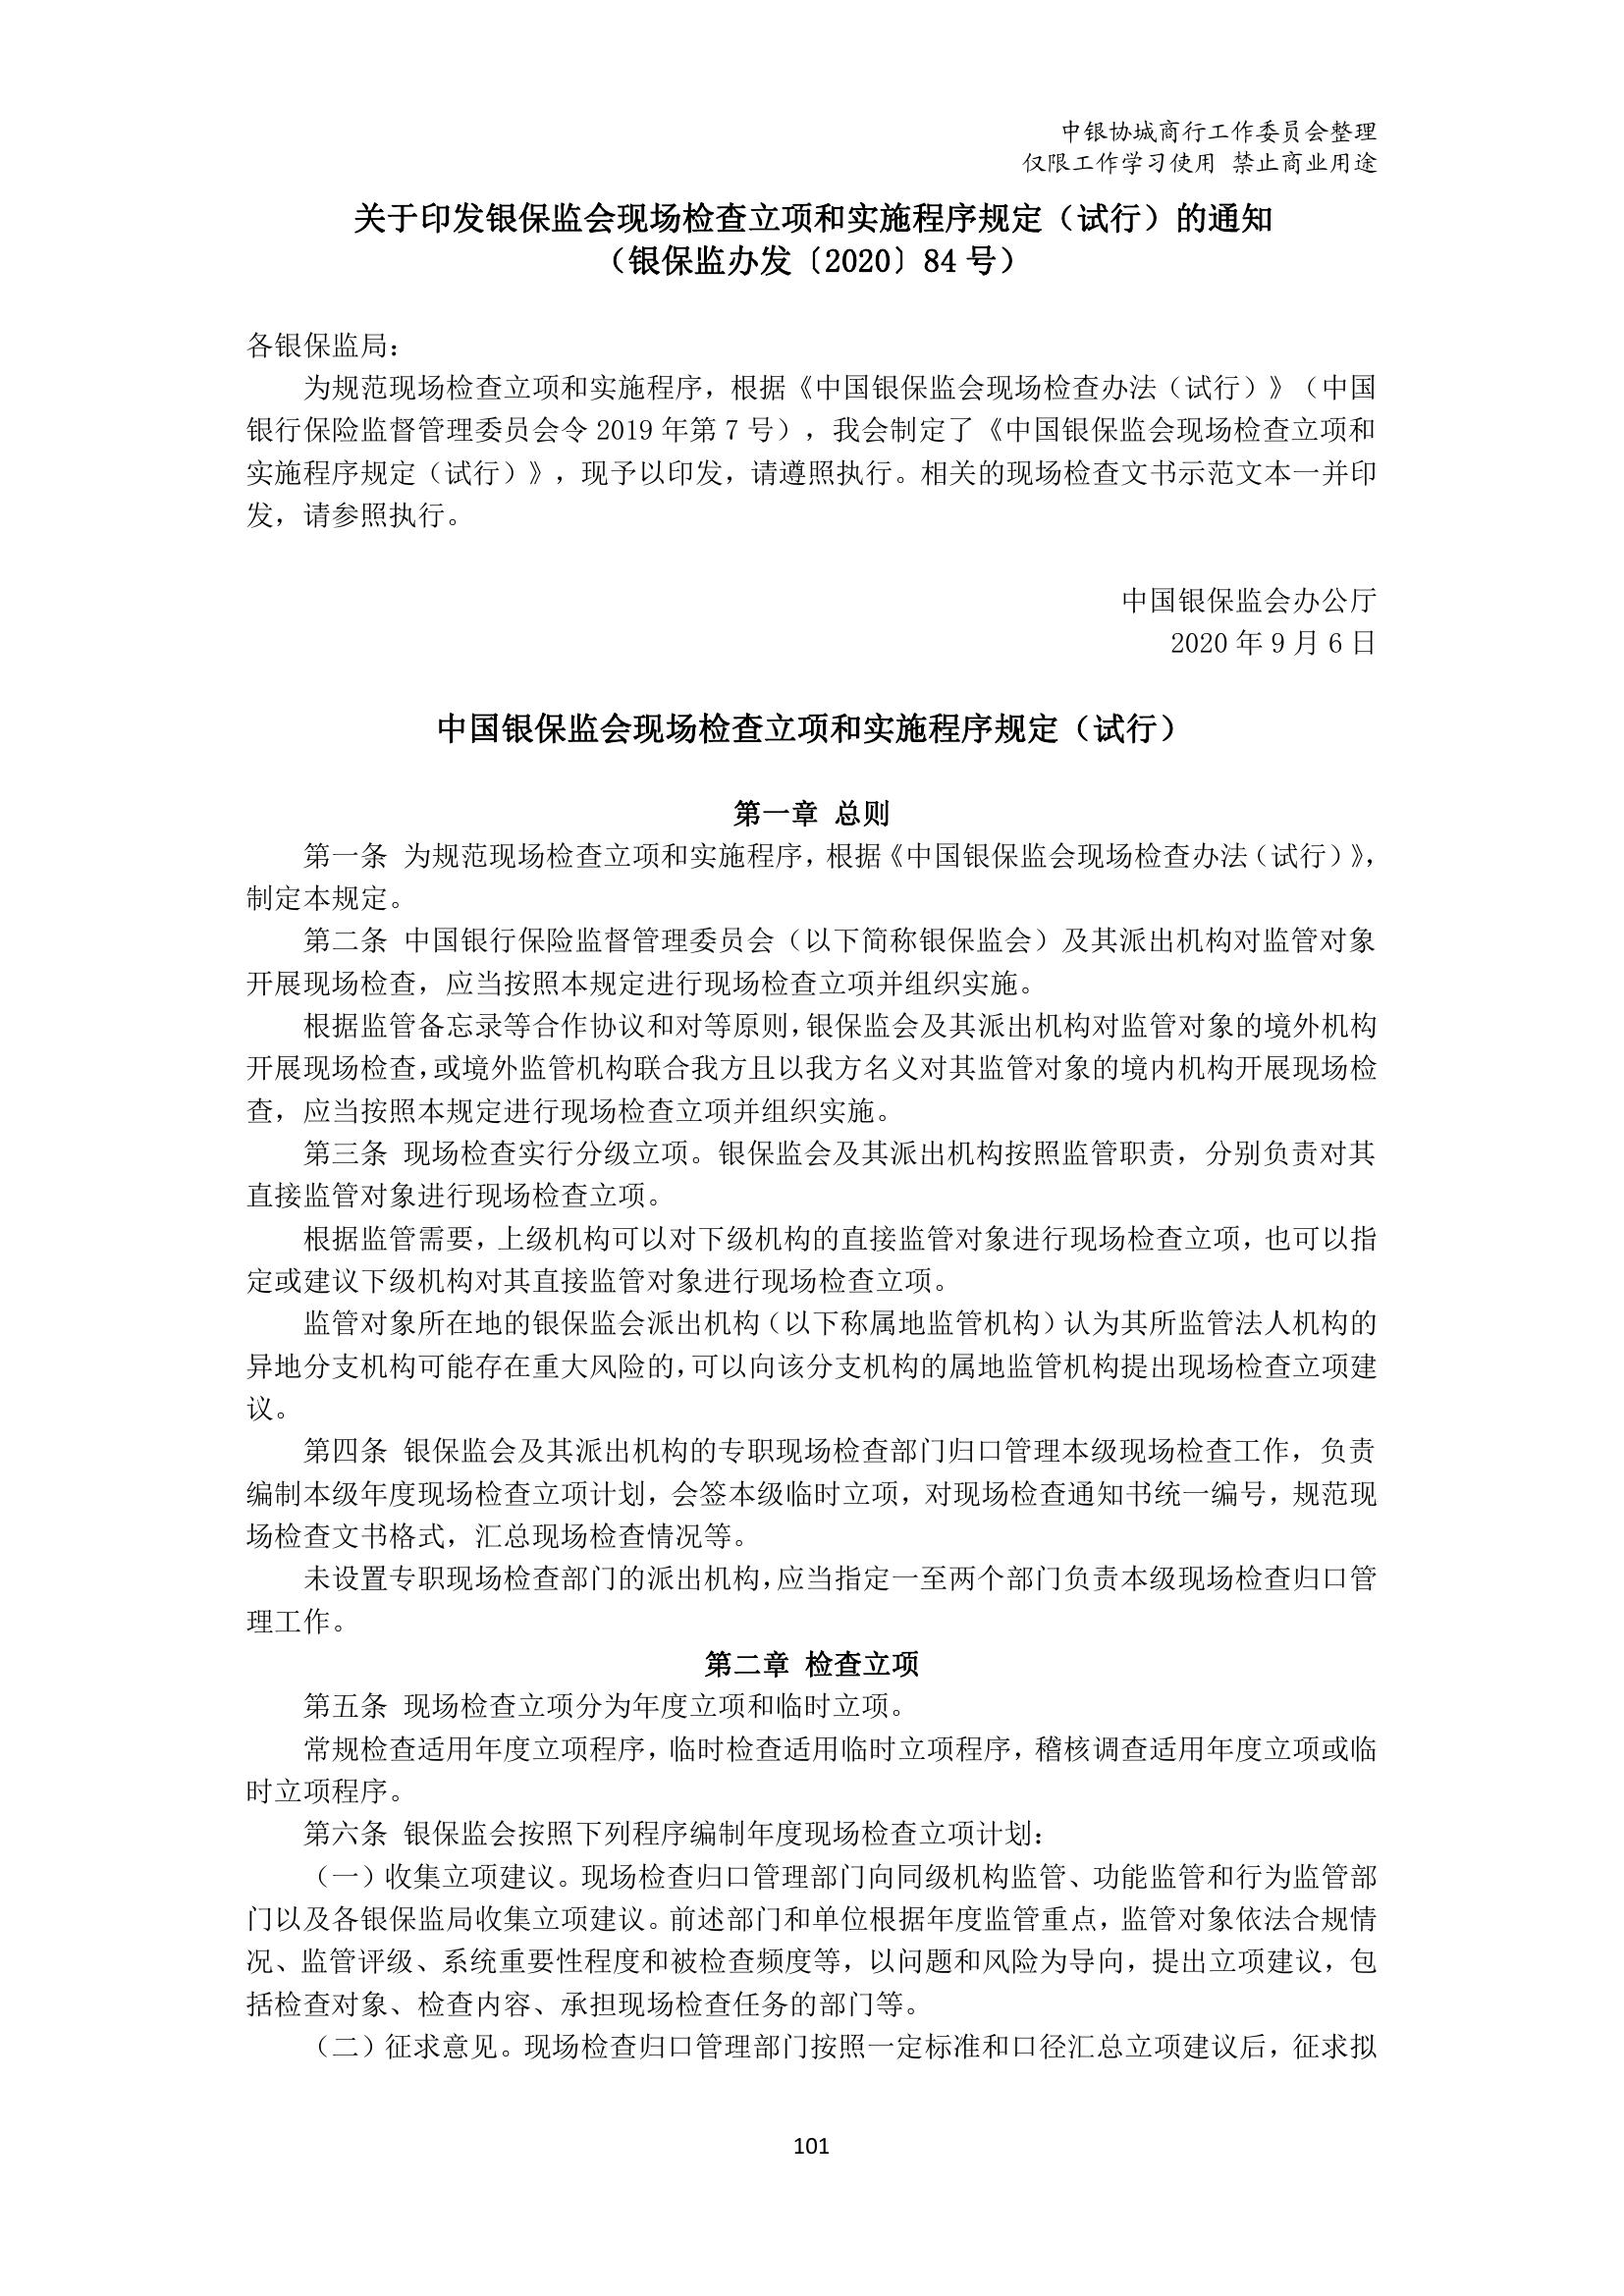 中银协城商行工作委员会整理
仅限工作学习使用 禁止商业用途
关于印发银保监会现场检查立项和实施程序规定（试行）的通知
（银保监办发〔2020〕84 号）
各银保监局：
为规范现场检查立项和实施程序，根据《中国银保监会现场检查办法（试行）》（中国
银行保险监督管理委员会令 2019 年第 7 号），我会制定了《中国银保监会现场检查立项和
实施程序规定（试行）》，现予以印发，请遵照执行。相关的现场检查文书示范文本一并印
发，请参照执行。
中国银保监会办公厅
2020 年 9 月 6 日
中国银保监会现场检查立项和实施程序规定（试行）
第一章 总则
第一条 为规范现场检查立项和实施程序，根据《中国银保监会现场检查办法（试行）》，
制定本规定。
第二条 中国银行保险监督管理委员会（以下简称银保监会）及其派出机构对监管对象
开展现场检查，应当按照本规定进行现场检查立项并组织实施。
根据监管备忘录等合作协议和对等原则，银保监会及其派出机构对监管对象的境外机构
开展现场检查，或境外监管机构联合我方且以我方名义对其监管对象的境内机构开展现场检
查，应当按照本规定进行现场检查立项并组织实施。
第三条 现场检查实行分级立项。银保监会及其派出机构按照监管职责，分别负责对其
直接监管对象进行现场检查立项。
根据监管需要，上级机构可以对下级机构的直接监管对象进行现场检查立项，也可以指
定或建议下级机构对其直接监管对象进行现场检查立项。
监管对象所在地的银保监会派出机构（以下称属地监管机构）认为其所监管法人机构的
异地分支机构可能存在重大风险的，可以向该分支机构的属地监管机构提出现场检查立项建
议。
第四条 银保监会及其派出机构的专职现场检查部门归口管理本级现场检查工作，负责
编制本级年度现场检查立项计划，会签本级临时立项，对现场检查通知书统一编号，规范现
场检查文书格式，汇总现场检查情况等。
未设置专职现场检查部门的派出机构，应当指定一至两个部门负责本级现场检查归口管
理工作。
第二章 检查立项
第五条 现场检查立项分为年度立项和临时立项。
常规检查适用年度立项程序，临时检查适用临时立项程序，稽核调查适用年度立项或临
时立项程序。
第六条 银保监会按照下列程序编制年度现场检查立项计划：
（一）收集立项建议。现场检查归口管理部门向同级机构监管、功能监管和行为监管部
门以及各银保监局收集立项建议。前述部门和单位根据年度监管重点，监管对象依法合规情
况、监管评级、系统重要性程度和被检查频度等，以问题和风险为导向，提出立项建议，包
括检查对象、检查内容、承担现场检查任务的部门等。
（二）征求意见。现场检查归口管理部门按照一定标准和口径汇总立项建议后，征求拟
101